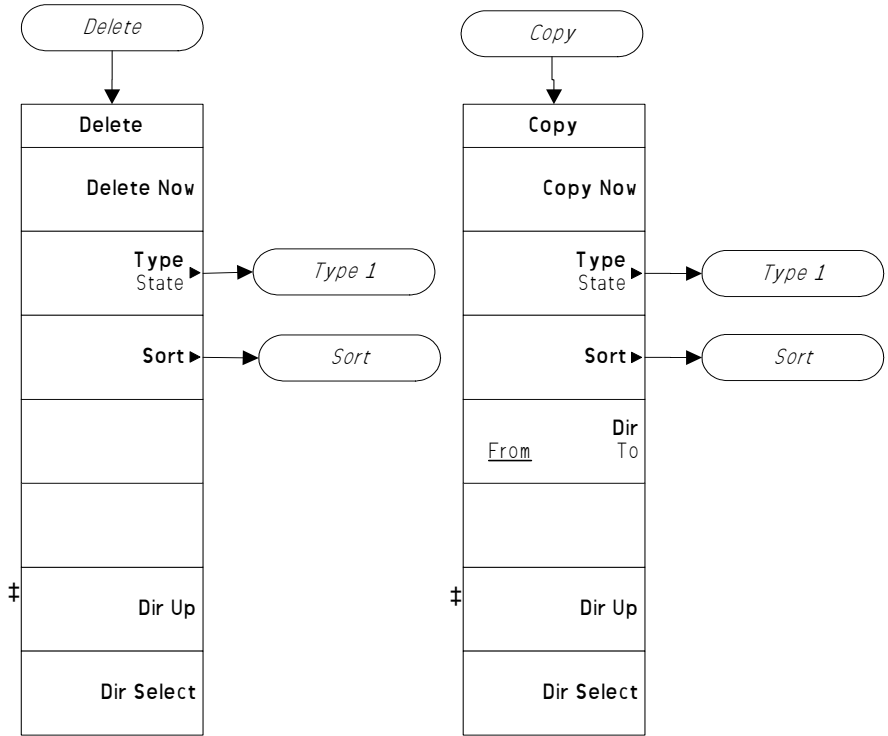 Delete
Delete
Delete Now
Type
State
Type 1
Sort
Sort
‡
Dir Up
Dir Select
Copy
Copy
Copy Now
Type
State
Type 1
Sort
Sort
Dir
From To
‡
Dir Up
Dir Select